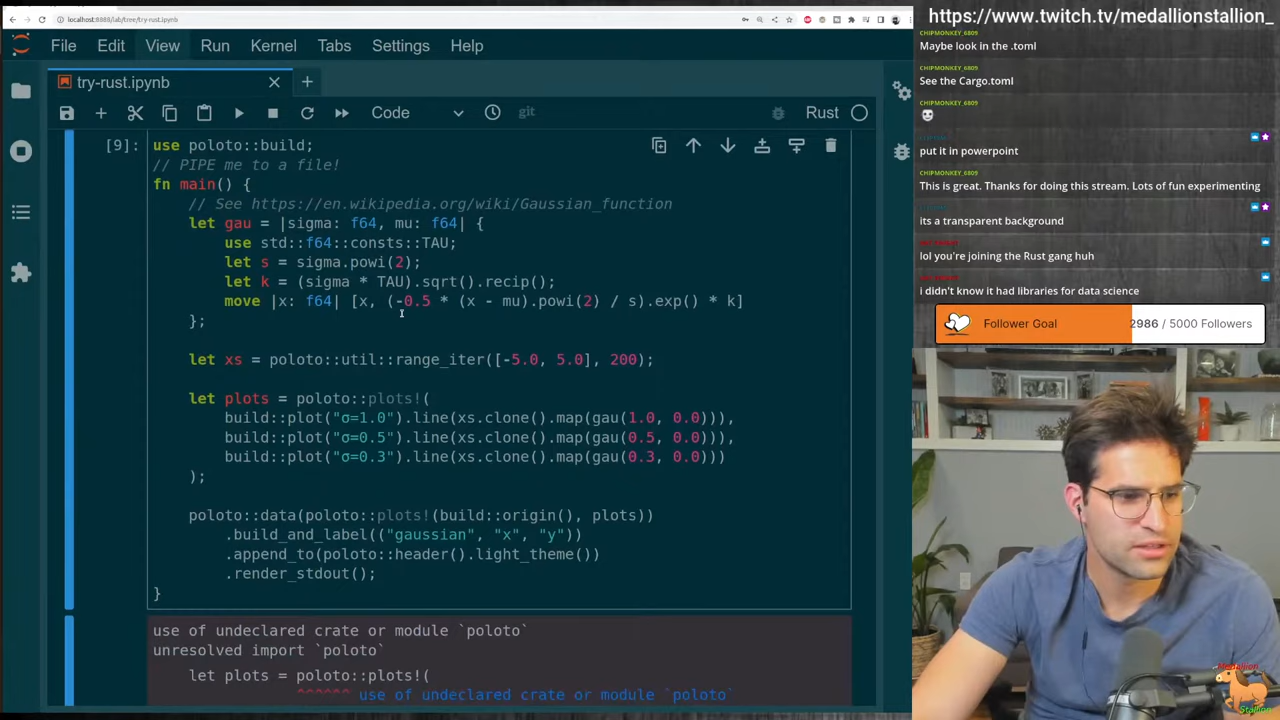 localhost:8888/lab/tree/try-rust.ipynb
https://www.twitch.tv/medallionstallion_
File Edit View Run Kernel Tabs Settings Help
try-rust.ipynb
Code
git
Rust
[9]:
use poloto::build;
// PIPE me to a file!
fn main() {
// See https://en.wikipedia.org/wiki/Gaussian_function
let gau = |sigma: f64, mu: f64| {
use std::f64::consts::TAU;
let s = sigma.powi(2);
let k = (sigma * TAU).sqrt().recip();
move |x: f64| [x, (-0.5 * (x - mu).powi(2) / s).exp() * k]
};
let xs = poloto::util::range_iter([-5.0, 5.0], 200);
let plots = poloto::plots!(
build::plot("σ=1.0").line(xs.clone().map(gau(1.0, 0.0))),
build::plot("σ=0.5").line(xs.clone().map(gau(0.5, 0.0))),
build::plot("σ=0.3").line(xs.clone().map(gau(0.3, 0.0)))
);
poloto::data(poloto::plots!(build::origin(), plots))
.build_and_label(("gaussian", "x", "y"))
.append_to(poloto::header().light_theme())
.render_stdout();
}
use of undeclared crate or module `poloto`
unresolved import `poloto`
let plots = poloto::plots!(
^^^^^^ use of undeclared crate or module `poloto`
CHIPMONKEY_6809
Maybe look in the .toml
CHIPMONKEY_6809
See the Cargo.toml
CHIPMONKEY_6809
put it in powerpoint
CHIPMONKEY_6809
This is great. Thanks for doing this stream. Lots of fun experimenting
its a transparent background
lol you're joining the Rust gang huh
i didn't know it had libraries for data science
Follower Goal
2986 / 5000 Followers
Medallion
Stallion